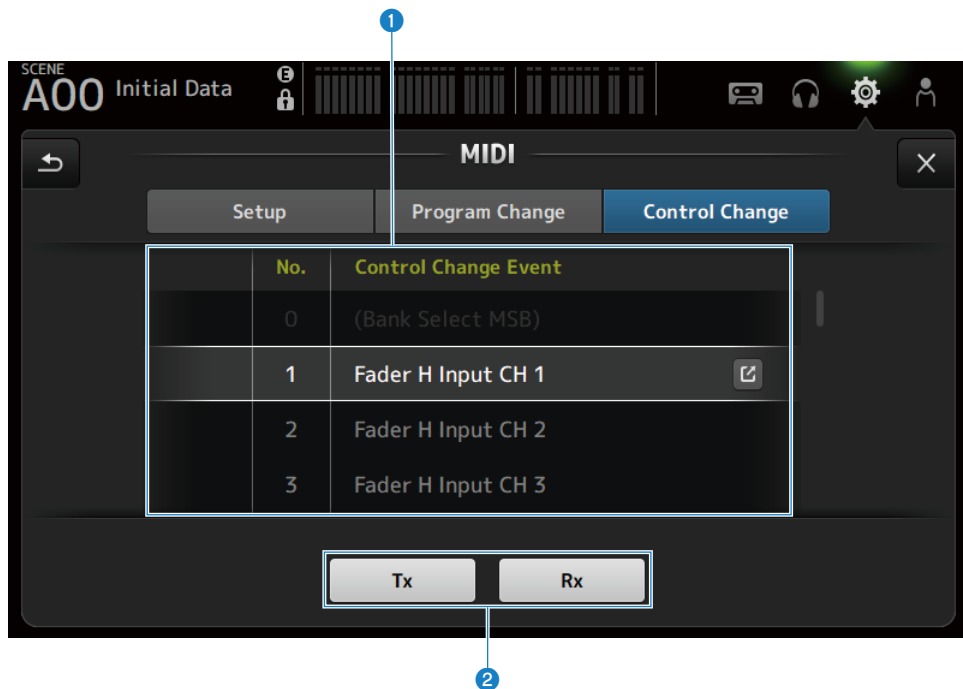 1
SCENE
A00 Initial Data E
MIDI
Setup Program Change Control Change
No. Control Change Event
0 (Bank Select MSB)
1 Fader H Input CH 1
2 Fader H Input CH 2
3 Fader H Input CH 3
Tx Rx
2